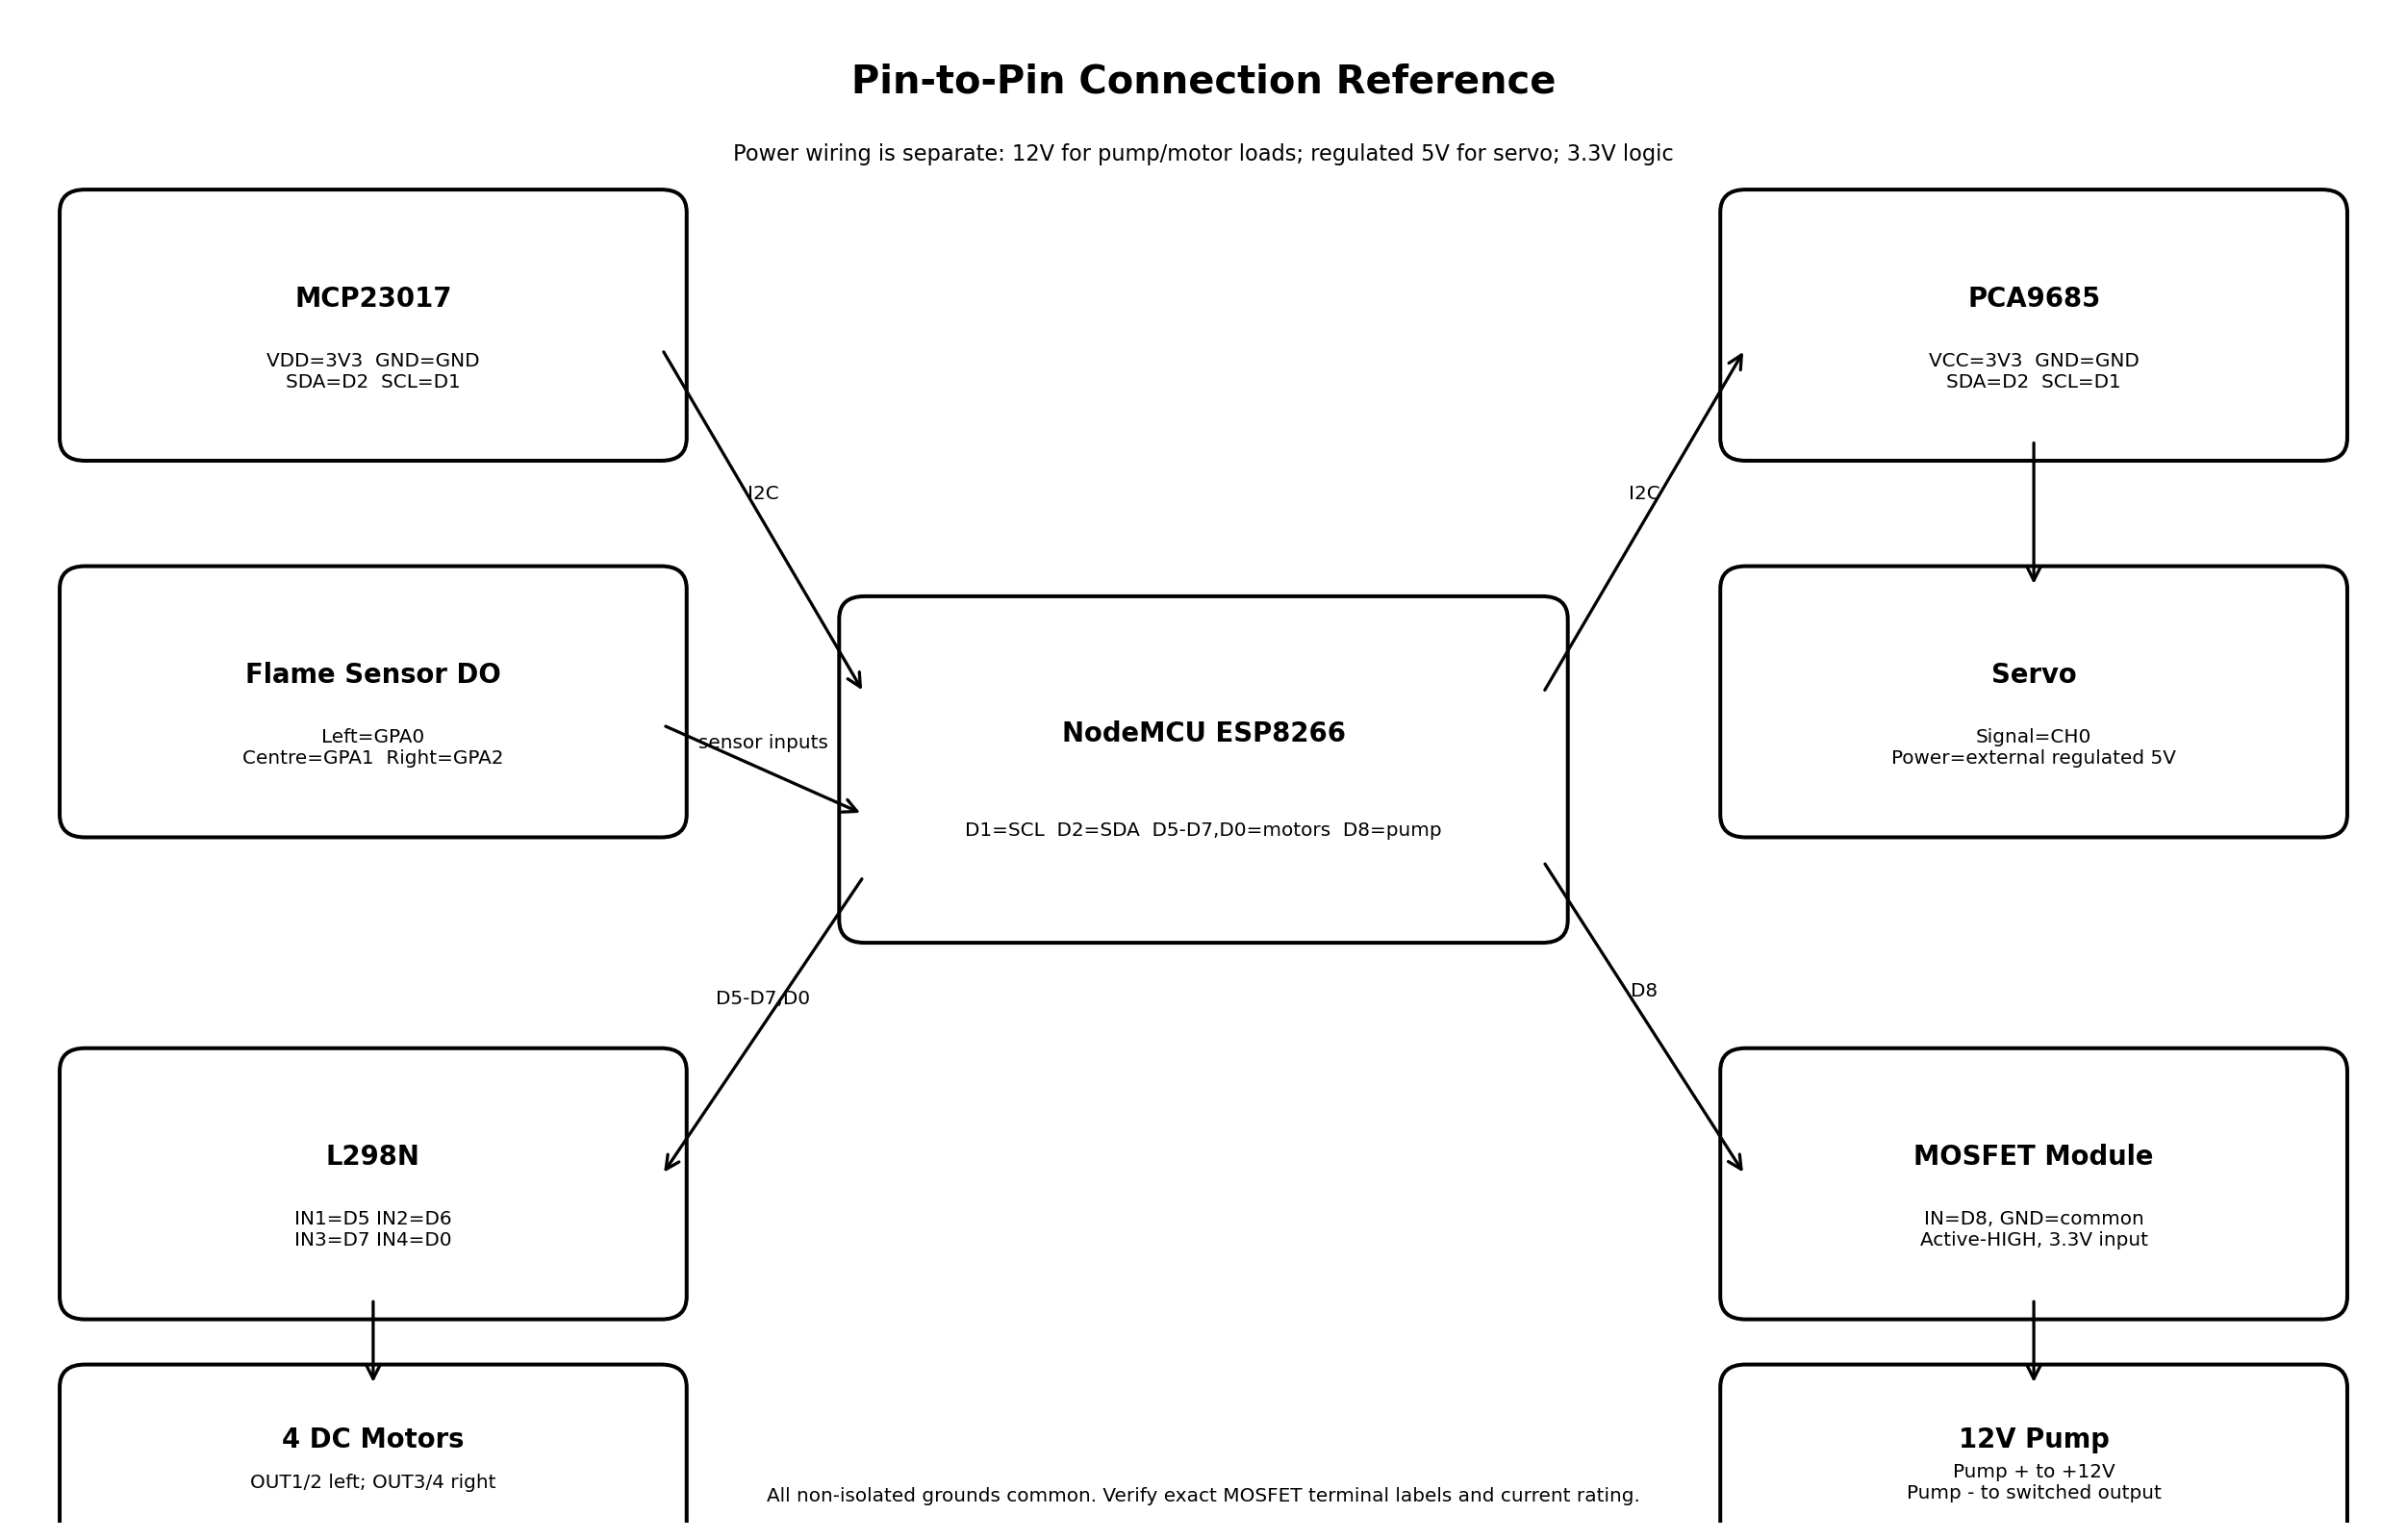 Pin-to-Pin Connection Reference
Power wiring is separate: 12V for pump/motor loads; regulated 5V for servo; 3.3V logic
MCP23017
VDD=3V3  GND=GND
SDA=D2  SCL=D1
PCA9685
VCC=3V3  GND=GND
SDA=D2  SCL=D1
I2C
I2C
Flame Sensor DO
Left=GPA0
Centre=GPA1  Right=GPA2
sensor inputs
NodeMCU ESP8266
D1=SCL  D2=SDA  D5-D7,D0=motors  D8=pump
Servo
Signal=CH0
Power=external regulated 5V
D5-D7,D0
D8
L298N
IN1=D5 IN2=D6
IN3=D7 IN4=D0
MOSFET Module
IN=D8, GND=common
Active-HIGH, 3.3V input
4 DC Motors
OUT1/2 left; OUT3/4 right
12V Pump
Pump + to +12V
Pump - to switched output
All non-isolated grounds common. Verify exact MOSFET terminal labels and current rating.